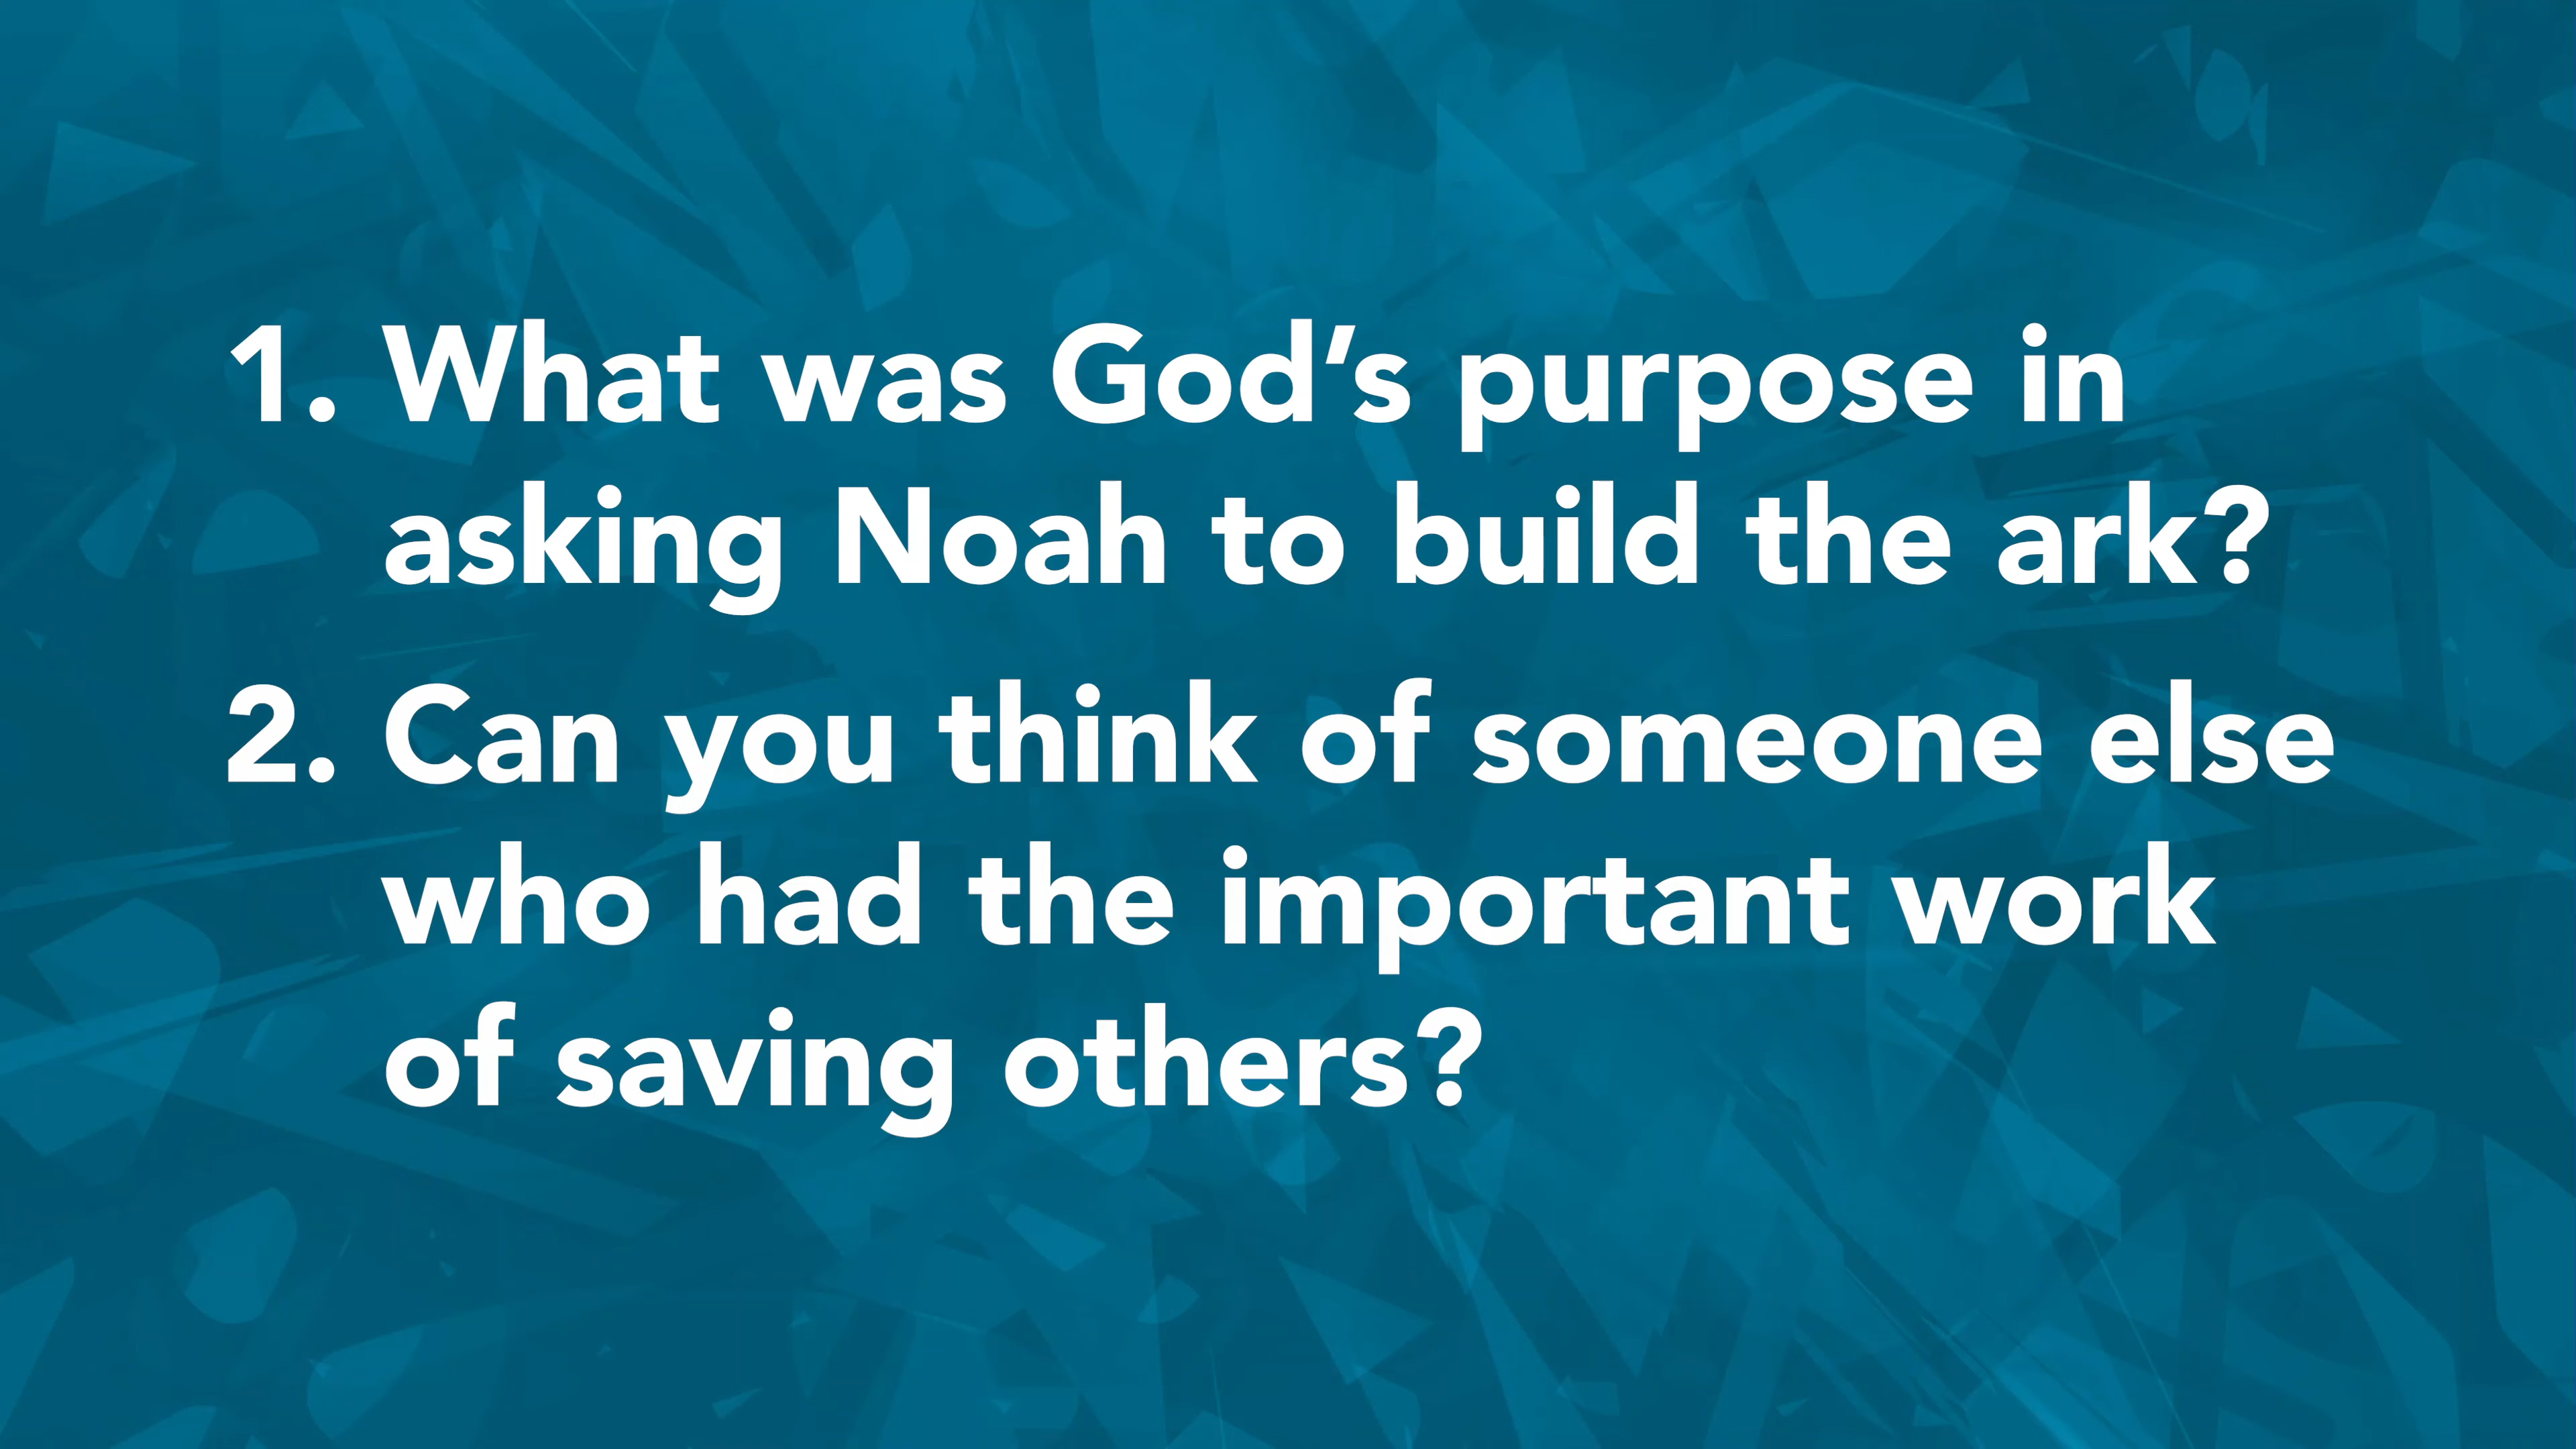 1. What was God’s purpose in
asking Noah to build the ark?
2. Can you think of someone else
who had the important work
of saving others?